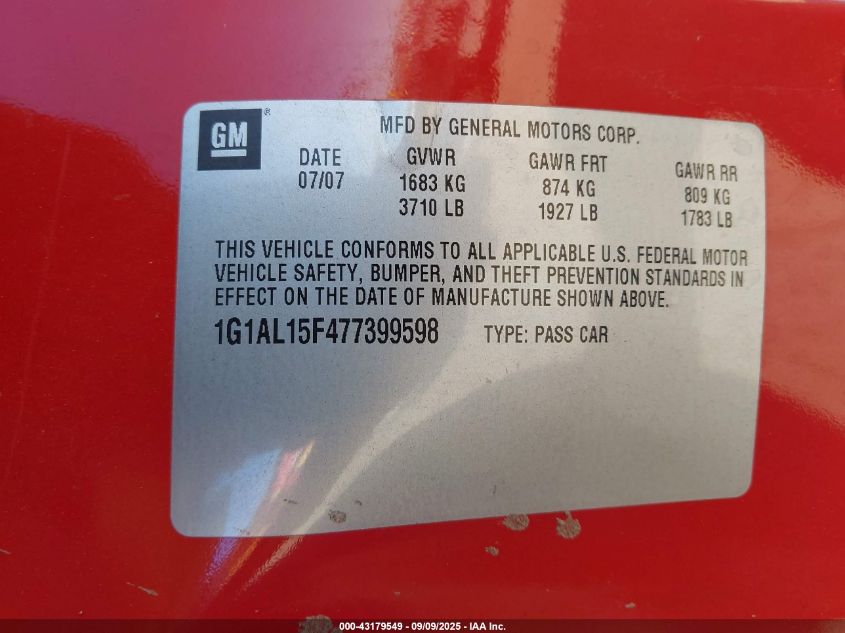 GM ®
MFD BY GENERAL MOTORS CORP.
DATE GVWR GAWR FRT GAWR RR
07/07 1683 KG 874 KG 809 KG
3710 LB 1927 LB 1783 LB
THIS VEHICLE CONFORMS TO ALL APPLICABLE U.S. FEDERAL MOTOR
VEHICLE SAFETY, BUMPER, AND THEFT PREVENTION STANDARDS IN
EFFECT ON THE DATE OF MANUFACTURE SHOWN ABOVE.
1G1AL15F477399598 TYPE: PASS CAR
000-43179549 - 09/09/2025 - IAA Inc.